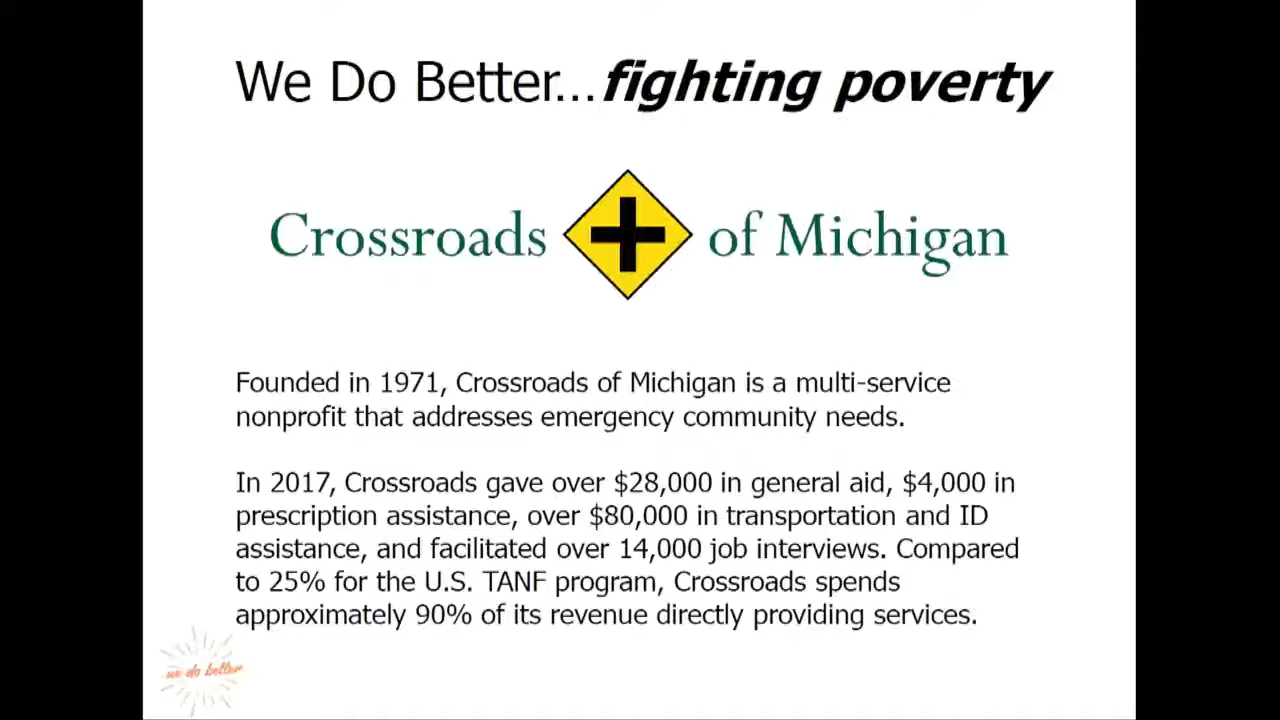 We Do Better...fighting poverty
Crossroads of Michigan
Founded in 1971, Crossroads of Michigan is a multi-service
nonprofit that addresses emergency community needs.
In 2017, Crossroads gave over $28,000 in general aid, $4,000 in
prescription assistance, over $80,000 in transportation and ID
assistance, and facilitated over 14,000 job interviews. Compared
to 25% for the U.S. TANF program, Crossroads spends
approximately 90% of its revenue directly providing services.
we do better